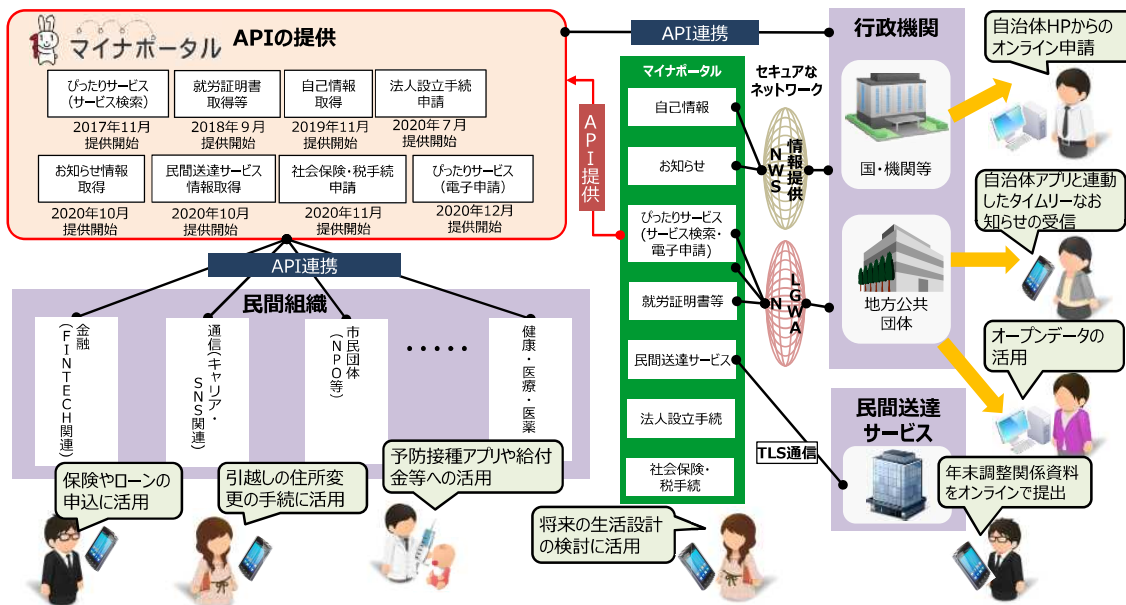 マイナポータル APIの提供
ぴったりサービス
(サービス検索)
2017年11月
提供開始
就労証明書
取得等
2018年９月
提供開始
自己情報
取得
2019年11月
提供開始
法人設立手続
申請
2020年７月
提供開始
お知らせ情報
取得
2020年10月
提供開始
民間送達サービス
情報取得
2020年10月
提供開始
社会保険・税手続
申請
2020年11月
提供開始
ぴったりサービス
(電子申請)
2020年12月
提供開始
API連携
API提供
マイナポータル
自己情報
お知らせ
ぴったりサービス
(サービス検索・
電子申請)
就労証明書等
民間送達サービス
法人設立手続
社会保険・
税手続
セキュアな
ネットワーク
情報提供
NWS
LGWA
N
TLS通信
行政機関
国・機関等
地方公共
団体
民間送達
サービス
自治体HPからの
オンライン申請
自治体アプリと連動
したタイムリーなお
知らせの受信
オープンデータの
活用
年末調整関係資料
をオンラインで提出
API連携
民間組織
金融
(FINTECH関連)
通信(キャリア・
SNS関連)
市民団体
(NPO等)
・・・・・
健康・医療・医薬
保険やローンの
申込に活用
引越しの住所変
更の手続に活用
予防接種アプリや給付
金等への活用
将来の生活設計
の検討に活用